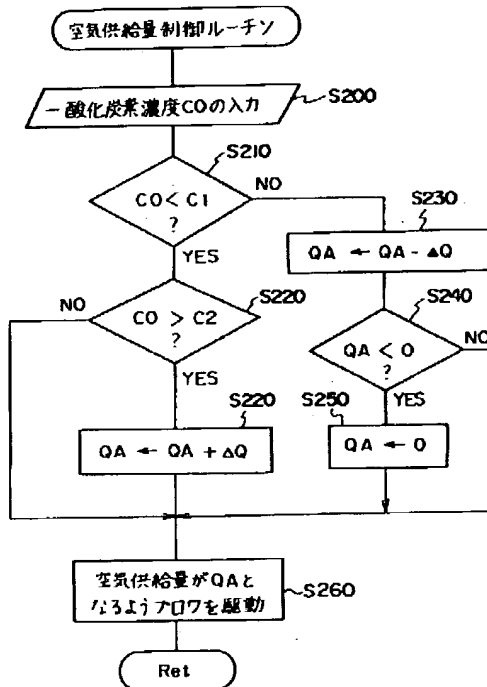 空気供給量制御ルーチン
一酸化炭素濃度COの入力
S200
S210
CO < C1
?
NO
YES
S230
QA ← QA - ΔQ
NO
S220
CO > C2
?
YES
S240
QA < 0
?
NO
YES
S220
QA ← QA + ΔQ
S250
QA ← 0
空気供給量がQAと
なるようブロワを駆動
S260
Ret